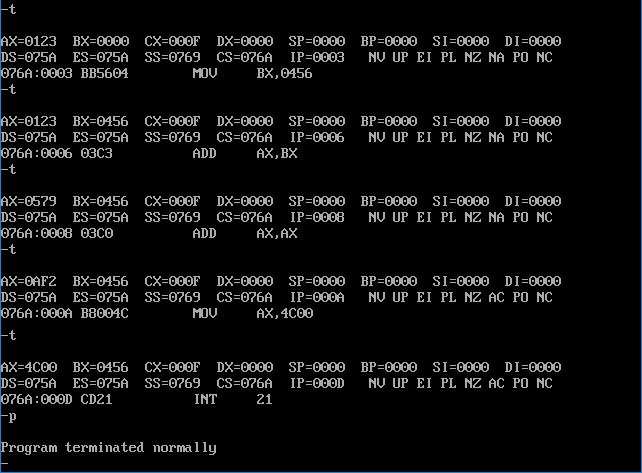 -t
AX=0123  BX=0000  CX=000F  DX=0000  SP=0000  BP=0000  SI=0000  DI=0000
DS=075A  ES=075A  SS=0769  CS=076A  IP=0003   NV UP EI PL NZ NA PO NC
076A:0003 BB5604        MOV     BX,0456
-t
AX=0123  BX=0456  CX=000F  DX=0000  SP=0000  BP=0000  SI=0000  DI=0000
DS=075A  ES=075A  SS=0769  CS=076A  IP=0006   NV UP EI PL NZ NA PO NC
076A:0006 03C3          ADD     AX,BX
-t
AX=0579  BX=0456  CX=000F  DX=0000  SP=0000  BP=0000  SI=0000  DI=0000
DS=075A  ES=075A  SS=0769  CS=076A  IP=0008   NV UP EI PL NZ NA PO NC
076A:0008 03C0          ADD     AX,AX
-t
AX=0AF2  BX=0456  CX=000F  DX=0000  SP=0000  BP=0000  SI=0000  DI=0000
DS=075A  ES=075A  SS=0769  CS=076A  IP=000A   NV UP EI PL NZ AC PO NC
076A:000A B8004C        MOV     AX,4C00
-t
AX=4C00  BX=0456  CX=000F  DX=0000  SP=0000  BP=0000  SI=0000  DI=0000
DS=075A  ES=075A  SS=0769  CS=076A  IP=000D   NV UP EI PL NZ AC PO NC
076A:000D CD21          INT     21
-p
Program terminated normally
-